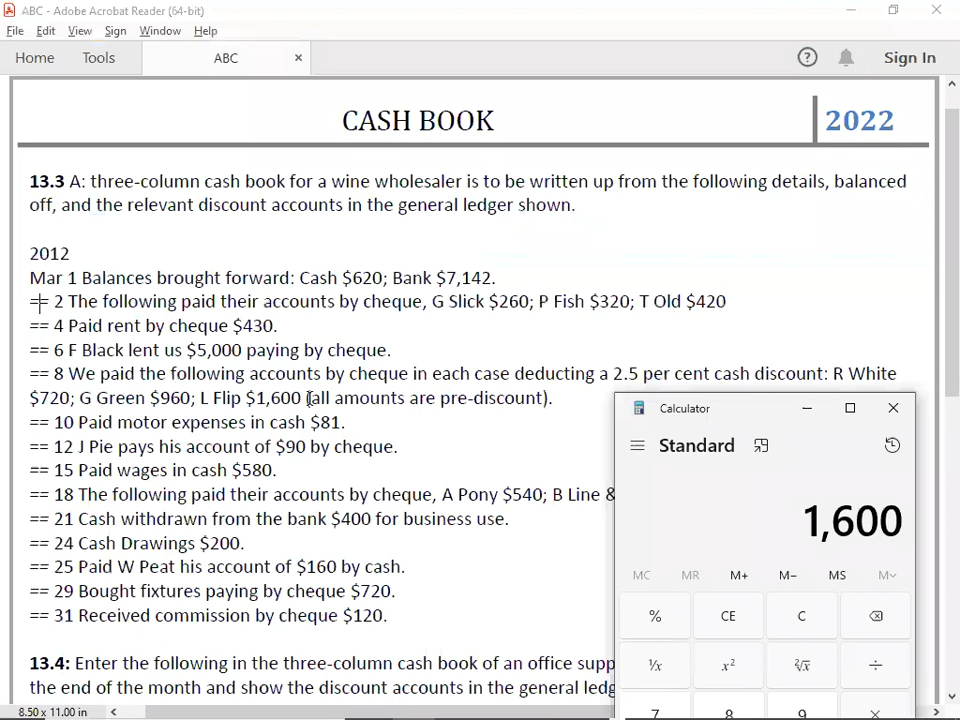 ABC - Adobe Acrobat Reader (64-bit)
File Edit View Sign Window Help
Home Tools ABC × ? Sign In
CASH BOOK 2022
13.3 A: three-column cash book for a wine wholesaler is to be written up from the following details, balanced
off, and the relevant discount accounts in the general ledger shown.
2012
Mar 1 Balances brought forward: Cash $620; Bank $7,142.
== 2 The following paid their accounts by cheque, G Slick $260; P Fish $320; T Old $420
== 4 Paid rent by cheque $430.
== 6 F Black lent us $5,000 paying by cheque.
== 8 We paid the following accounts by cheque in each case deducting a 2.5 per cent cash discount: R White
$720; G Green $960; L Flip $1,600 (all amounts are pre-discount).
== 10 Paid motor expenses in cash $81.
== 12 J Pie pays his account of $90 by cheque.
== 15 Paid wages in cash $580.
== 18 The following paid their accounts by cheque, A Pony $540; B Line &
== 21 Cash withdrawn from the bank $400 for business use.
== 24 Cash Drawings $200.
== 25 Paid W Peat his account of $160 by cash.
== 29 Bought fixtures paying by cheque $720.
== 31 Received commission by cheque $120.
13.4: Enter the following in the three-column cash book of an office supp
the end of the month and show the discount accounts in the general ledg
8.50 x 11.00 in
Calculator
Standard
1,600
MC MR M+ M− MS M˅
% CE C
¹/x x² ²√x ÷
7 8 9 ×